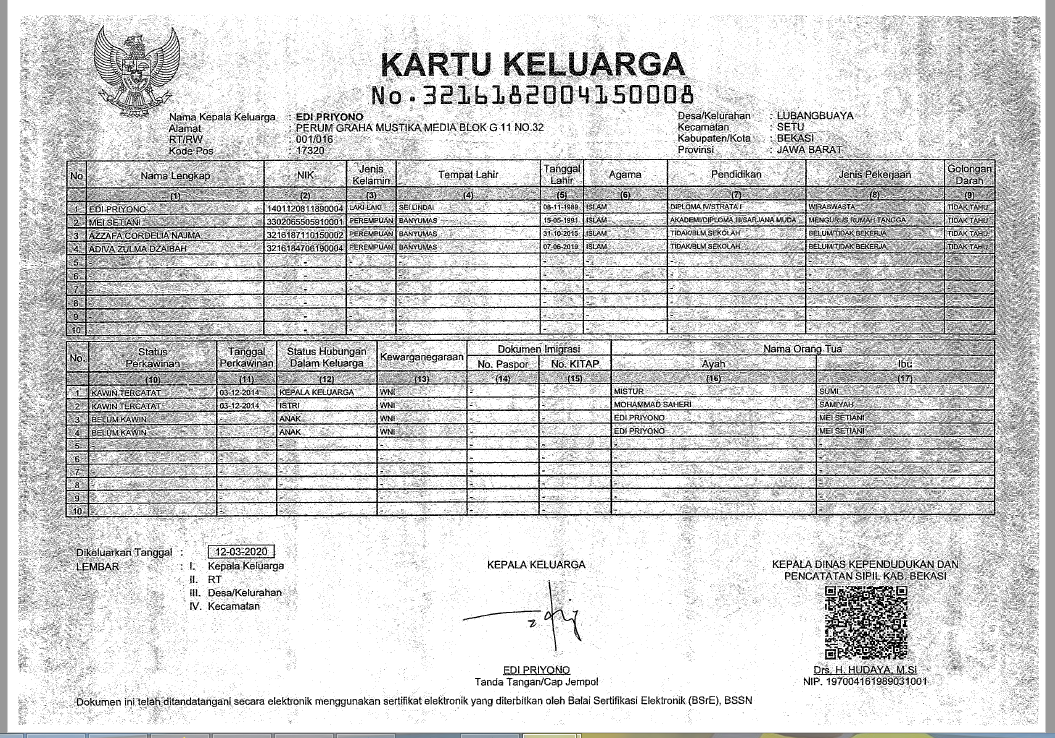 KARTU KELUARGA
No. 3216182004150008
Nama Kepala Keluarga : EDI PRIYONO
Alamat : PERUM GRAHA MUSTIKA MEDIA BLOK G 11 NO.32
RT/RW : 001/016
Kode Pos : 17320
Desa/Kelurahan : LUBANGBUAYA
Kecamatan : SETU
Kabupaten/Kota : BEKASI
Provinsi : JAWA BARAT
No Nama Lengkap NIK Jenis Kelamin Tempat Lahir Tanggal Lahir Agama Pendidikan Jenis Pekerjaan Golongan Darah
(1) (2) (3) (4) (5) (6) (7) (8) (9)
1 EDI PRIYONO 1401120811890004 LAKI-LAKI SEI LINDAI 08-11-1989 ISLAM DIPLOMA IV/STRATA I WIRASWASTA TIDAK TAHU
2 MEI SETIANI 3302065505910001 PEREMPUAN BANYUMAS 15-05-1991 ISLAM AKADEMI/DIPLOMA III/SARJANA MUDA MENGURUS RUMAH TANGGA TIDAK TAHU
3 AZZAFA CORDELIA NAJMA 3216187110150002 PEREMPUAN BANYUMAS 31-10-2015 ISLAM TIDAK/BLM SEKOLAH BELUM/TIDAK BEKERJA TIDAK TAHU
4 ADIVA ZULMA DZAIBAH 3216184706190004 PEREMPUAN BANYUMAS 07-06-2019 ISLAM TIDAK/BLM SEKOLAH BELUM/TIDAK BEKERJA TIDAK TAHU
5 - - - - - - - - -
6 - - - - - - - - -
7 - - - - - - - - -
8 - - - - - - - - -
9 - - - - - - - - -
10 - - - - - - - - -
No. Status Perkawinan Tanggal Perkawinan Status Hubungan Dalam Keluarga Kewarganegaraan Dokumen Imigrasi Nama Orang Tua
No. Paspor No. KITAP Ayah Ibu
(10) (11) (12) (13) (14) (15) (16) (17)
1 KAWIN TERCATAT 03-12-2014 KEPALA KELUARGA WNI - - MISTUR SUMI
2 KAWIN TERCATAT 03-12-2014 ISTRI WNI - - MOHAMMAD SAHERI SAMIYAH
3 BELUM KAWIN - ANAK WNI - - EDI PRIYONO MEI SETIANI
4 BELUM KAWIN - ANAK WNI - - EDI PRIYONO MEI SETIANI
5 - - - - - - - -
6 - - - - - - - -
7 - - - - - - - -
8 - - - - - - - -
9 - - - - - - - -
10 - - - - - - - -
Dikeluarkan Tanggal : 12-03-2020
LEMBAR : I. Kepala Keluarga
II. RT
III. Desa/Kelurahan
IV. Kecamatan
KEPALA KELUARGA
EDI PRIYONO
Tanda Tangan/Cap Jempol
KEPALA DINAS KEPENDUDUKAN DAN
PENCATATAN SIPIL KAB. BEKASI
Drs. H. HUDAYA, M.SI
NIP. 197004161989031001
Dokumen ini telah ditandatangani secara elektronik menggunakan sertifikat elektronik yang diterbitkan oleh Balai Sertifikasi Elektronik (BSrE), BSSN